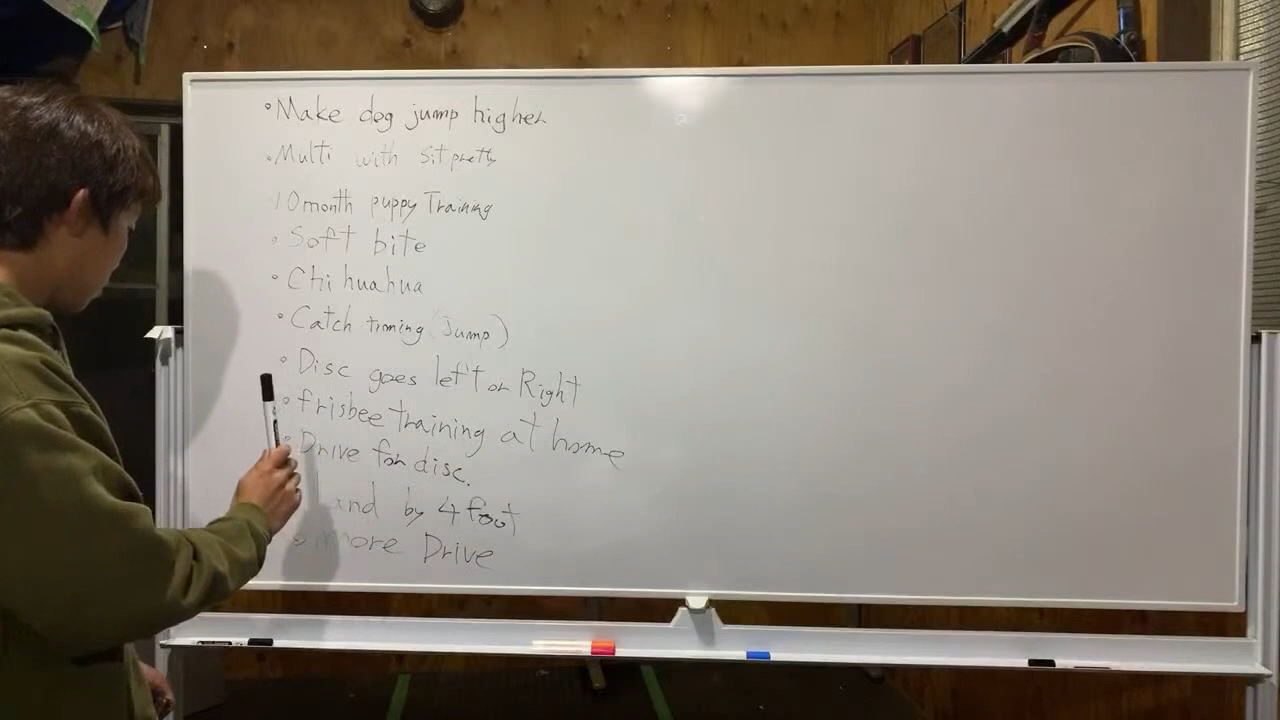 • Make dog jump higher
• Multi with sit pretty
10 month puppy Training
• Soft bite
• Chihuahua
• Catch timing (Jump)
• Disc goes left or Right
• frisbee training at home
• Drive for disc.
and by 4 foot
• more Drive